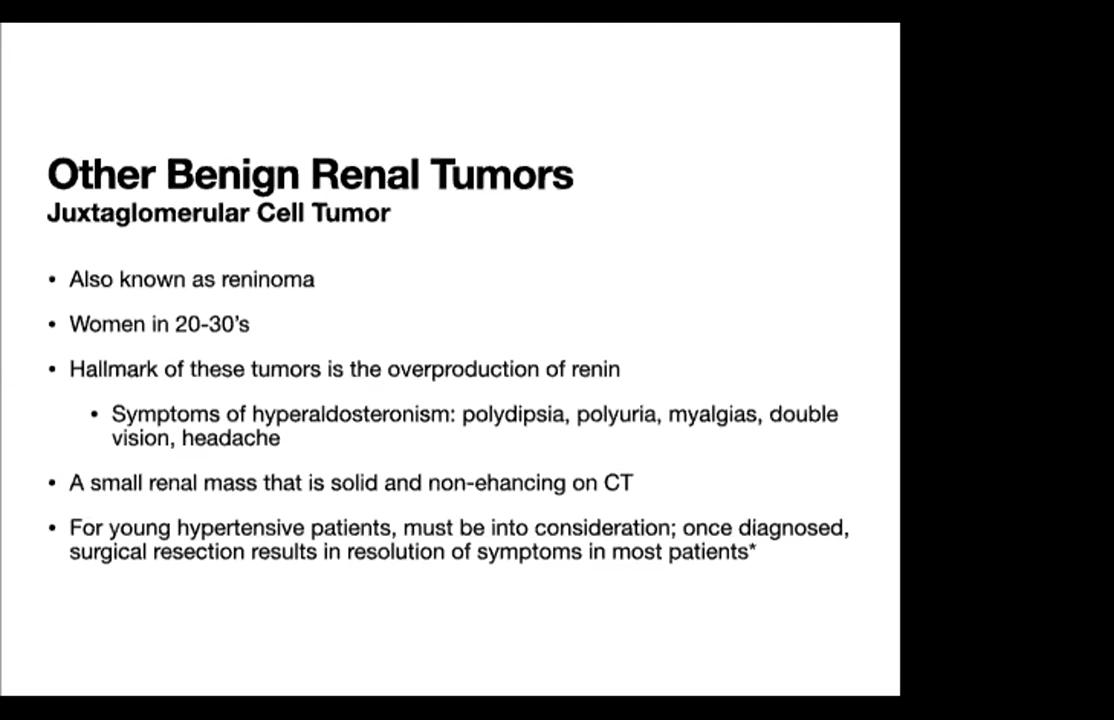 Other Benign Renal Tumors
Juxtaglomerular Cell Tumor
• Also known as reninoma
• Women in 20-30’s
• Hallmark of these tumors is the overproduction of renin
• Symptoms of hyperaldosteronism: polydipsia, polyuria, myalgias, double
vision, headache
• A small renal mass that is solid and non-ehancing on CT
• For young hypertensive patients, must be into consideration; once diagnosed,
surgical resection results in resolution of symptoms in most patients*